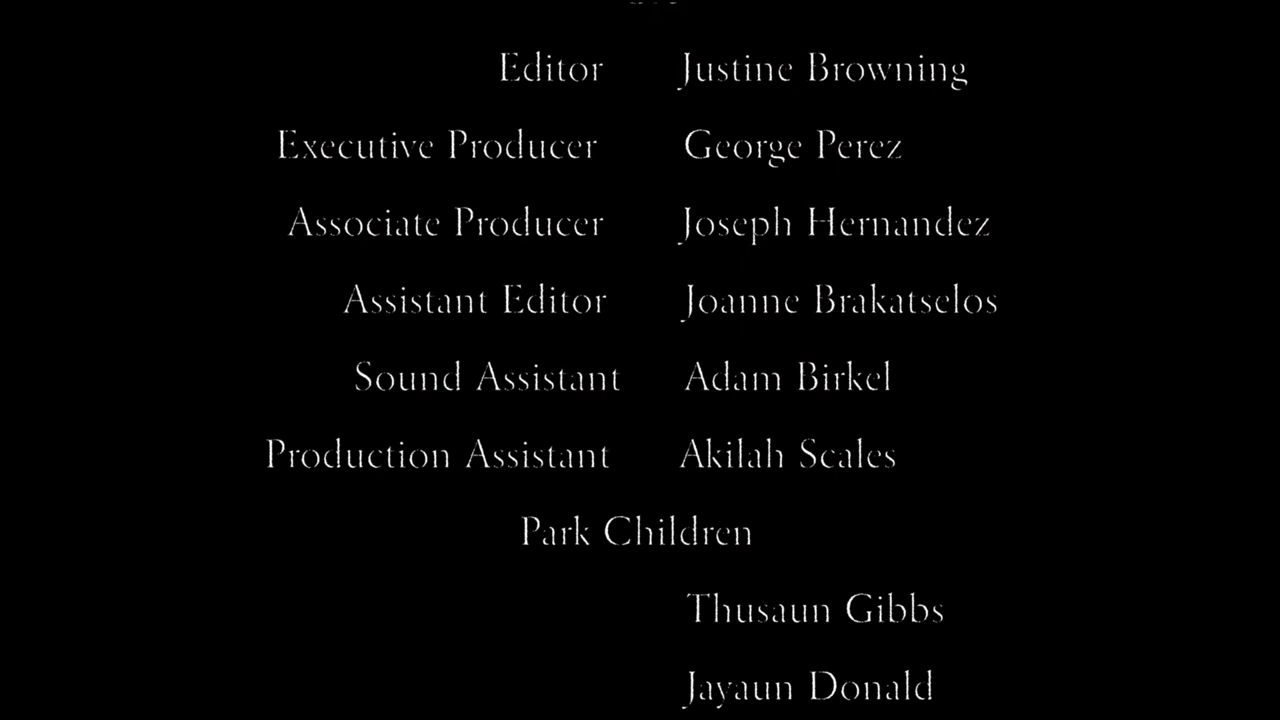 Editor Justine Browning
Executive Producer George Perez
Associate Producer Joseph Hernandez
Assistant Editor Joanne Brakatselos
Sound Assistant Adam Birkel
Production Assistant Akilah Scales
Park Children
Thusaun Gibbs
Jayaun Donald